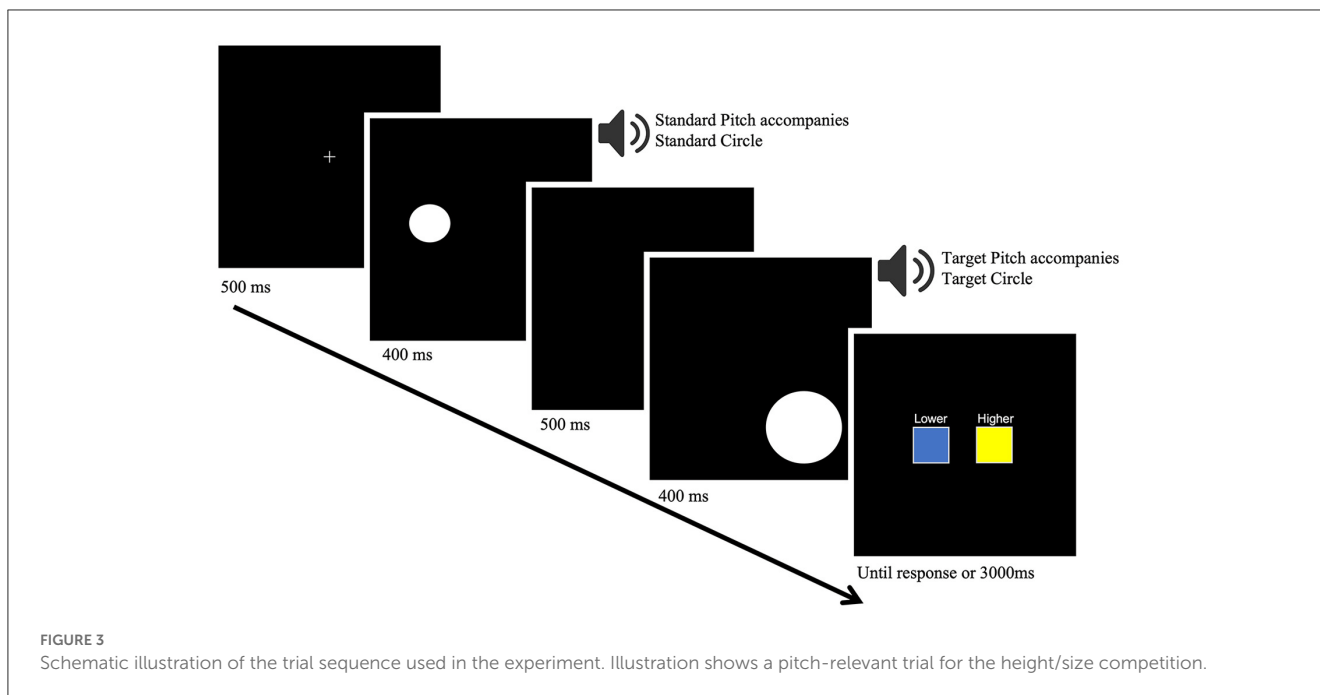 Standard Pitch accompanies
Standard Circle
Target Pitch accompanies
Target Circle
500 ms
400 ms
Lower Higher
500 ms
400 ms
Until response or 3000ms
FIGURE 3
Schematic illustration of the trial sequence used in the experiment. Illustration shows a pitch-relevant trial for the height/size competition.